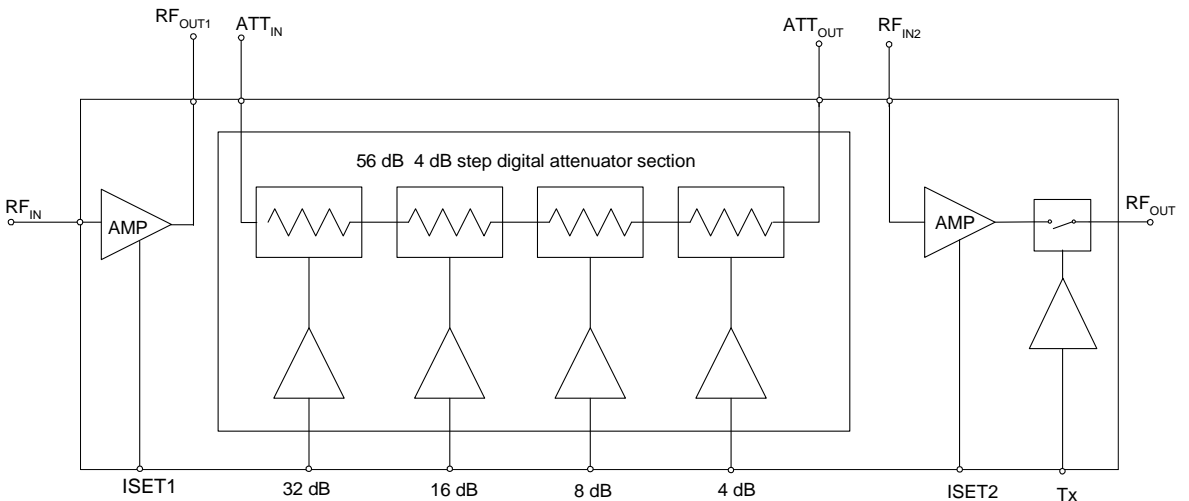 RFOUT1 ATTIN ATTOUT RFIN2
56 dB 4 dB step digital attenuator section
RFIN AMP AMP RFOUT
ISET1 32 dB 16 dB 8 dB 4 dB ISET2 Tx